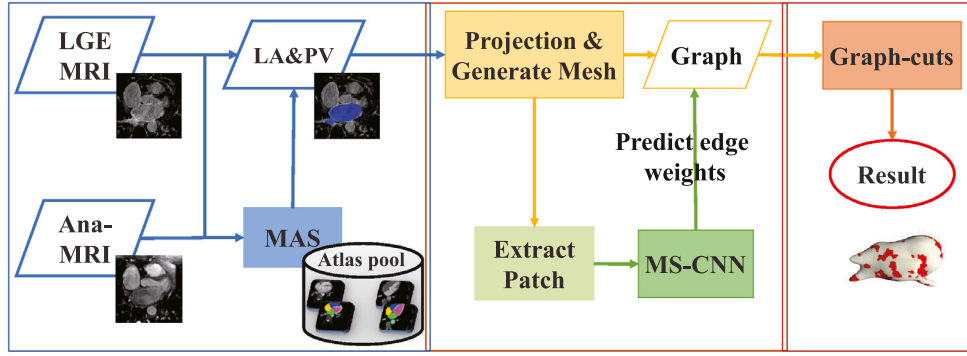 LGE
MRI
LA&PV
Projection &
Generate Mesh
Graph
Graph-cuts
Predict edge
weights
Result
Ana-
MRI
MAS
Atlas pool
Extract
Patch
MS-CNN